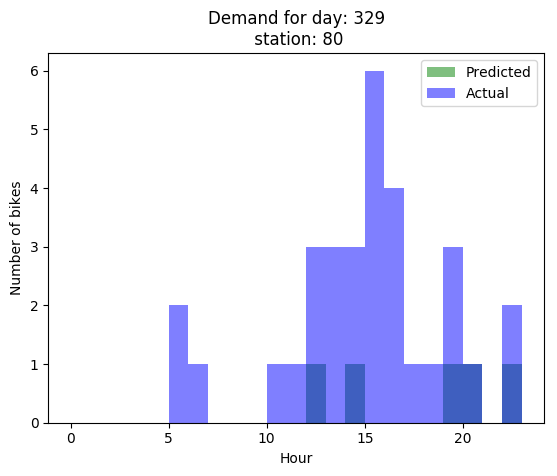 Demand for day: 329
station: 80
Predicted
Actual
Number of bikes
6
5
4
3
2
1
0
0 5 10 15 20
Hour